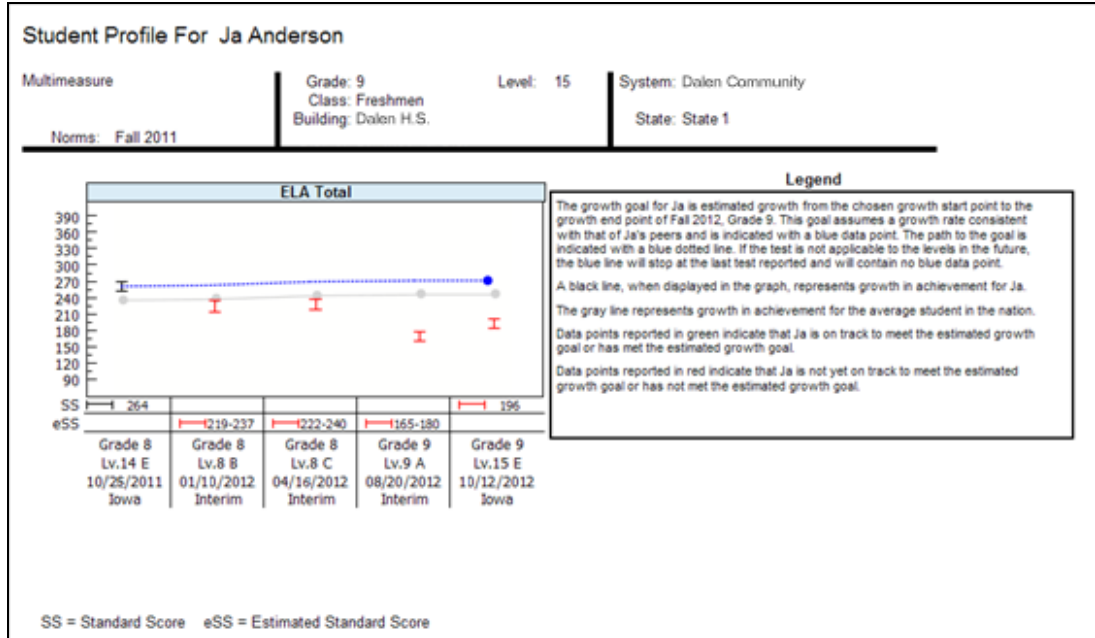 Student Profile For Ja Anderson
Multimeasure
Norms: Fall 2011
Grade: 9 Level: 15
Class: Freshmen
Building: Dalen H.S.
System: Dalen Community
State: State 1
ELA Total
390
360
330
300
270
240
210
180
150
120
90
SS 264 196
eSS 219-237 222-240 165-180
Grade 8 Grade 8 Grade 8 Grade 9 Grade 9
Lv.14 E Lv.8 B Lv.8 C Lv.9 A Lv.15 E
10/26/2011 01/10/2012 04/16/2012 08/20/2012 10/12/2012
Iowa Interim Interim Interim Iowa
Legend
The growth goal for Ja is estimated growth from the chosen growth start point to the
growth end point of Fall 2012, Grade 9. This goal assumes a growth rate consistent
with that of Ja's peers and is indicated with a blue data point. The path to the goal is
indicated with a blue dotted line. If the test is not applicable to the levels in the future,
the blue line will stop at the last test reported and will contain no blue data point.
A black line, when displayed in the graph, represents growth in achievement for Ja.
The gray line represents growth in achievement for the average student in the nation.
Data points reported in green indicate that Ja is on track to meet the estimated growth
goal or has met the estimated growth goal.
Data points reported in red indicate that Ja is not yet on track to meet the estimated
growth goal or has not met the estimated growth goal.
SS = Standard Score eSS = Estimated Standard Score